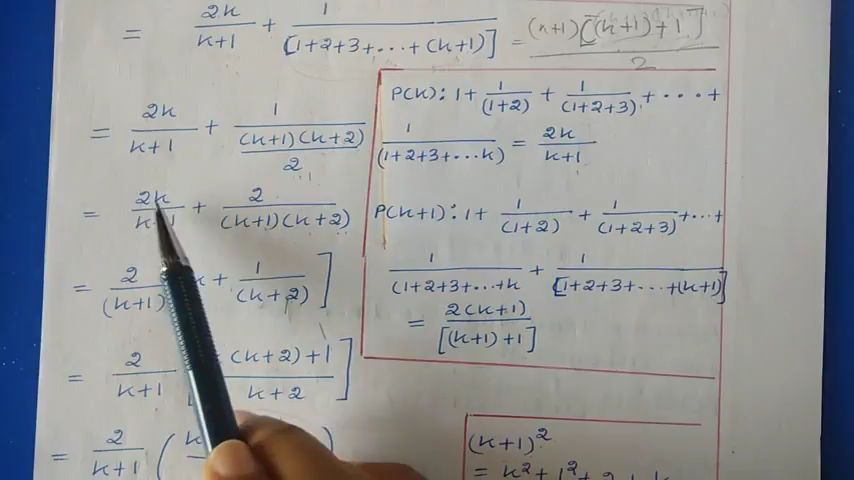 = 2k/(k+1) + 1/[1+2+3+...+(k+1)] = (k+1)[(k+1)+1]/2
= 2k/(k+1) + 1/((k+1)(k+2)/2)
= 2k/(k+1) + 2/((k+1)(k+2))
= 2/(k+1) k + 1/(k+2)]
= 2/(k+1) [ (k+2)+1/(k+2)]
= 2/(k+1) (k
P(k): 1 + 1/(1+2) + 1/(1+2+3) + .... +
1/(1+2+3+...k) = 2k/(k+1)
P(k+1): 1 + 1/(1+2) + 1/(1+2+3) + ... +
1/(1+2+3+...+k + 1/[1+2+3+...+(k+1)]
= 2(k+1)/[(k+1)+1]
(k+1)²
= k²+1²+2